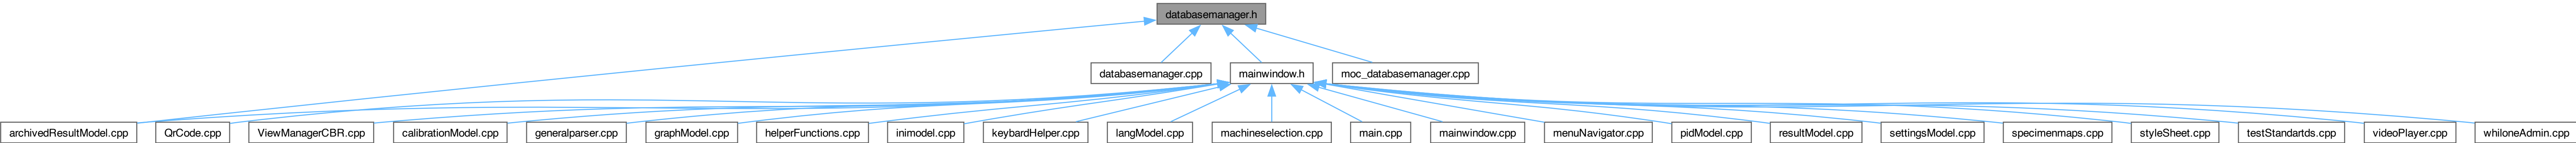 databasemanager.h
databasemanager.cpp
mainwindow.h
moc_databasemanager.cpp
archivedResultModel.cpp
QrCode.cpp
ViewManagerCBR.cpp
calibrationModel.cpp
generalparser.cpp
graphModel.cpp
helperFunctions.cpp
inimodel.cpp
keybardHelper.cpp
langModel.cpp
machineselection.cpp
main.cpp
mainwindow.cpp
menuNavigator.cpp
pidModel.cpp
resultModel.cpp
settingsModel.cpp
specimenmaps.cpp
styleSheet.cpp
testStandartds.cpp
videoPlayer.cpp
whiloneAdmin.cpp